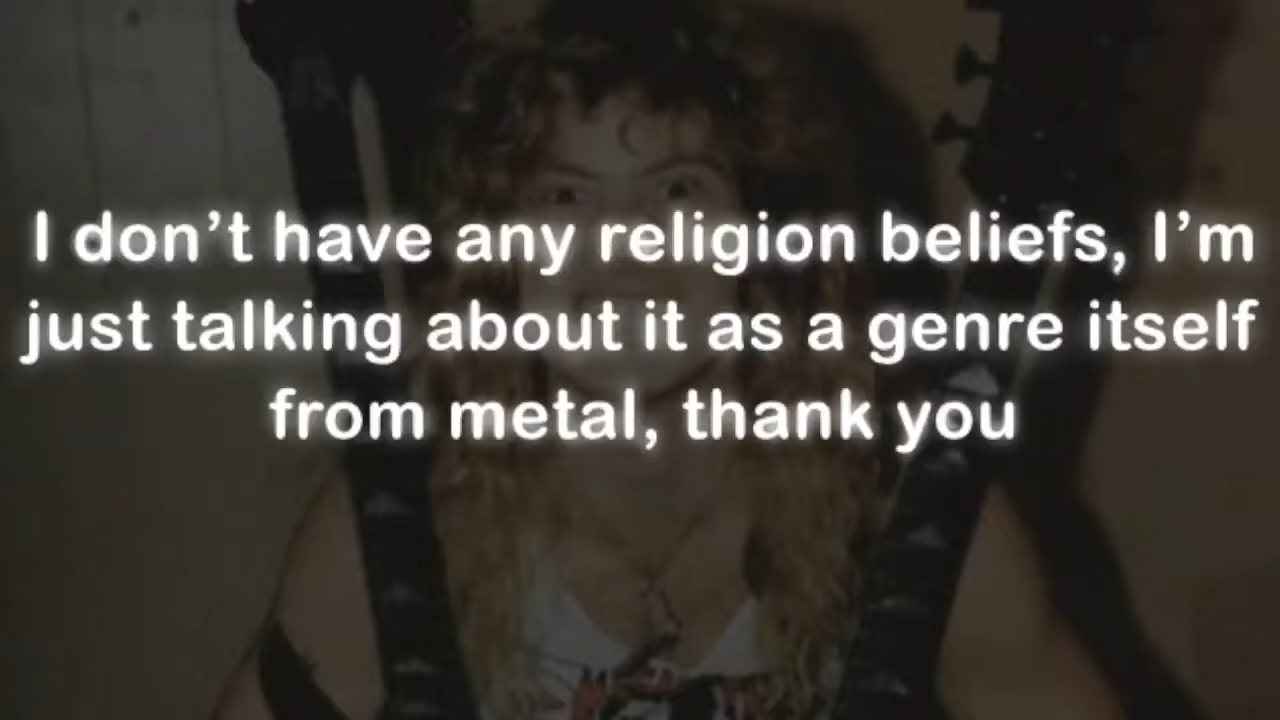 I don’t have any religion beliefs, I’m
just talking about it as a genre itself
from metal, thank you